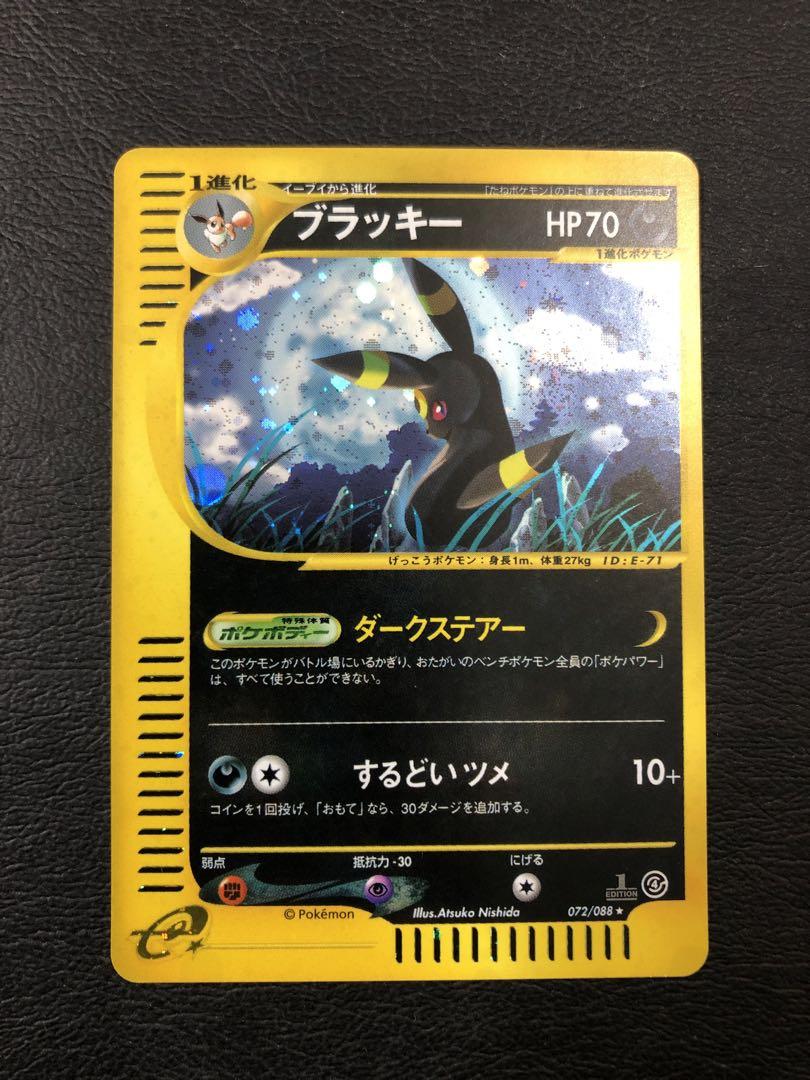 1進化
イーブイから進化
「たねポケモン」の上に重ねて進化させます
ブラッキー HP70
1進化ポケモン
げっこうポケモン:身長1m、体重27kg ID:E-71
特殊体質
ポケボディー
ダークステアー
このポケモンがバトル場にいるかぎり、おたがいのベンチポケモン全員の「ポケパワー」
は、すべて使うことができない。
するどいツメ 10+
コインを1回投げ、「おもて」なら、30ダメージを追加する。
弱点 抵抗力-30 にげる
1
EDITION
4
©Pokémon Illus.Atsuko Nishida 072/088★
e